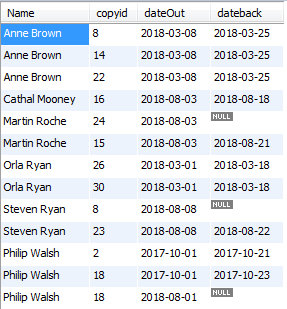 Name copyid dateOut dateback
Anne Brown 8 2018-03-08 2018-03-25
Anne Brown 14 2018-03-08 2018-03-25
Anne Brown 22 2018-03-08 2018-03-25
Cathal Mooney 16 2018-08-03 2018-08-18
Martin Roche 24 2018-08-03 NULL
Martin Roche 15 2018-08-03 2018-08-21
Orla Ryan 26 2018-03-01 2018-03-18
Orla Ryan 30 2018-03-01 2018-03-18
Steven Ryan 8 2018-08-08 NULL
Steven Ryan 23 2018-08-08 2018-08-22
Philip Walsh 2 2017-10-01 2017-10-21
Philip Walsh 18 2017-10-01 2017-10-23
Philip Walsh 18 2018-08-01 NULL